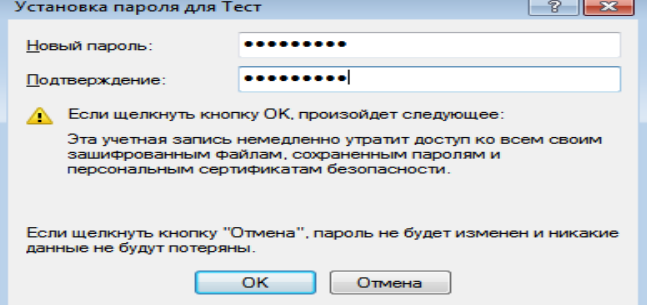 Установка пароля для Тест
Новый пароль:
Подтверждение:
Если щелкнуть кнопку ОК, произойдет следующее:
Эта учетная запись немедленно утратит доступ ко всем своим
зашифрованным файлам, сохраненным паролям и
персональным сертификатам безопасности.
Если щелкнуть кнопку "Отмена", пароль не будет изменен и никакие
данные не будут потеряны.
ОК
Отмена